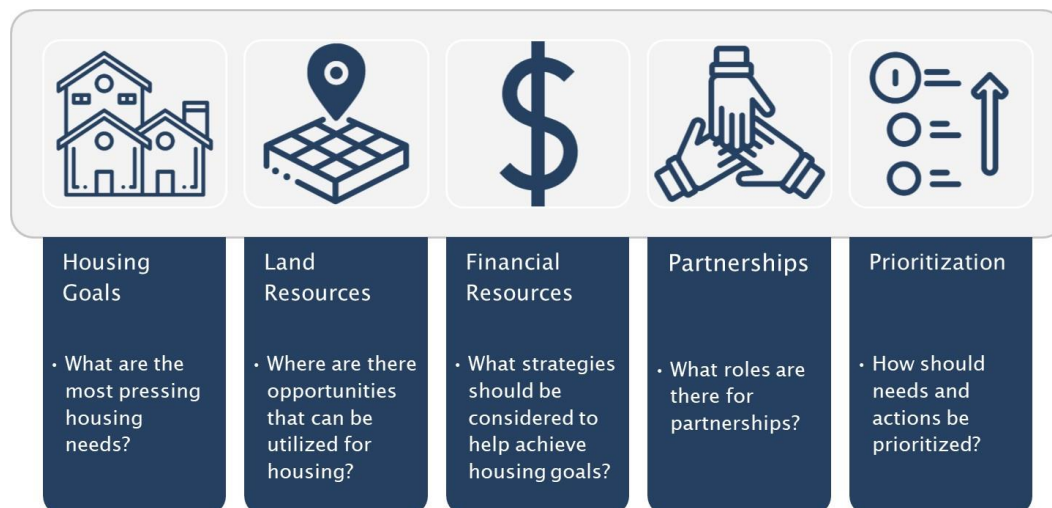 Housing
Goals
• What are the
most pressing
housing
needs?
Land
Resources
• Where are there
opportunities
that can be
utilized for
housing?
Financial
Resources
• What strategies
should be
considered to
help achieve
housing goals?
Partnerships
• What roles are
there for
partnerships?
Prioritization
• How should
needs and
actions be
prioritized?